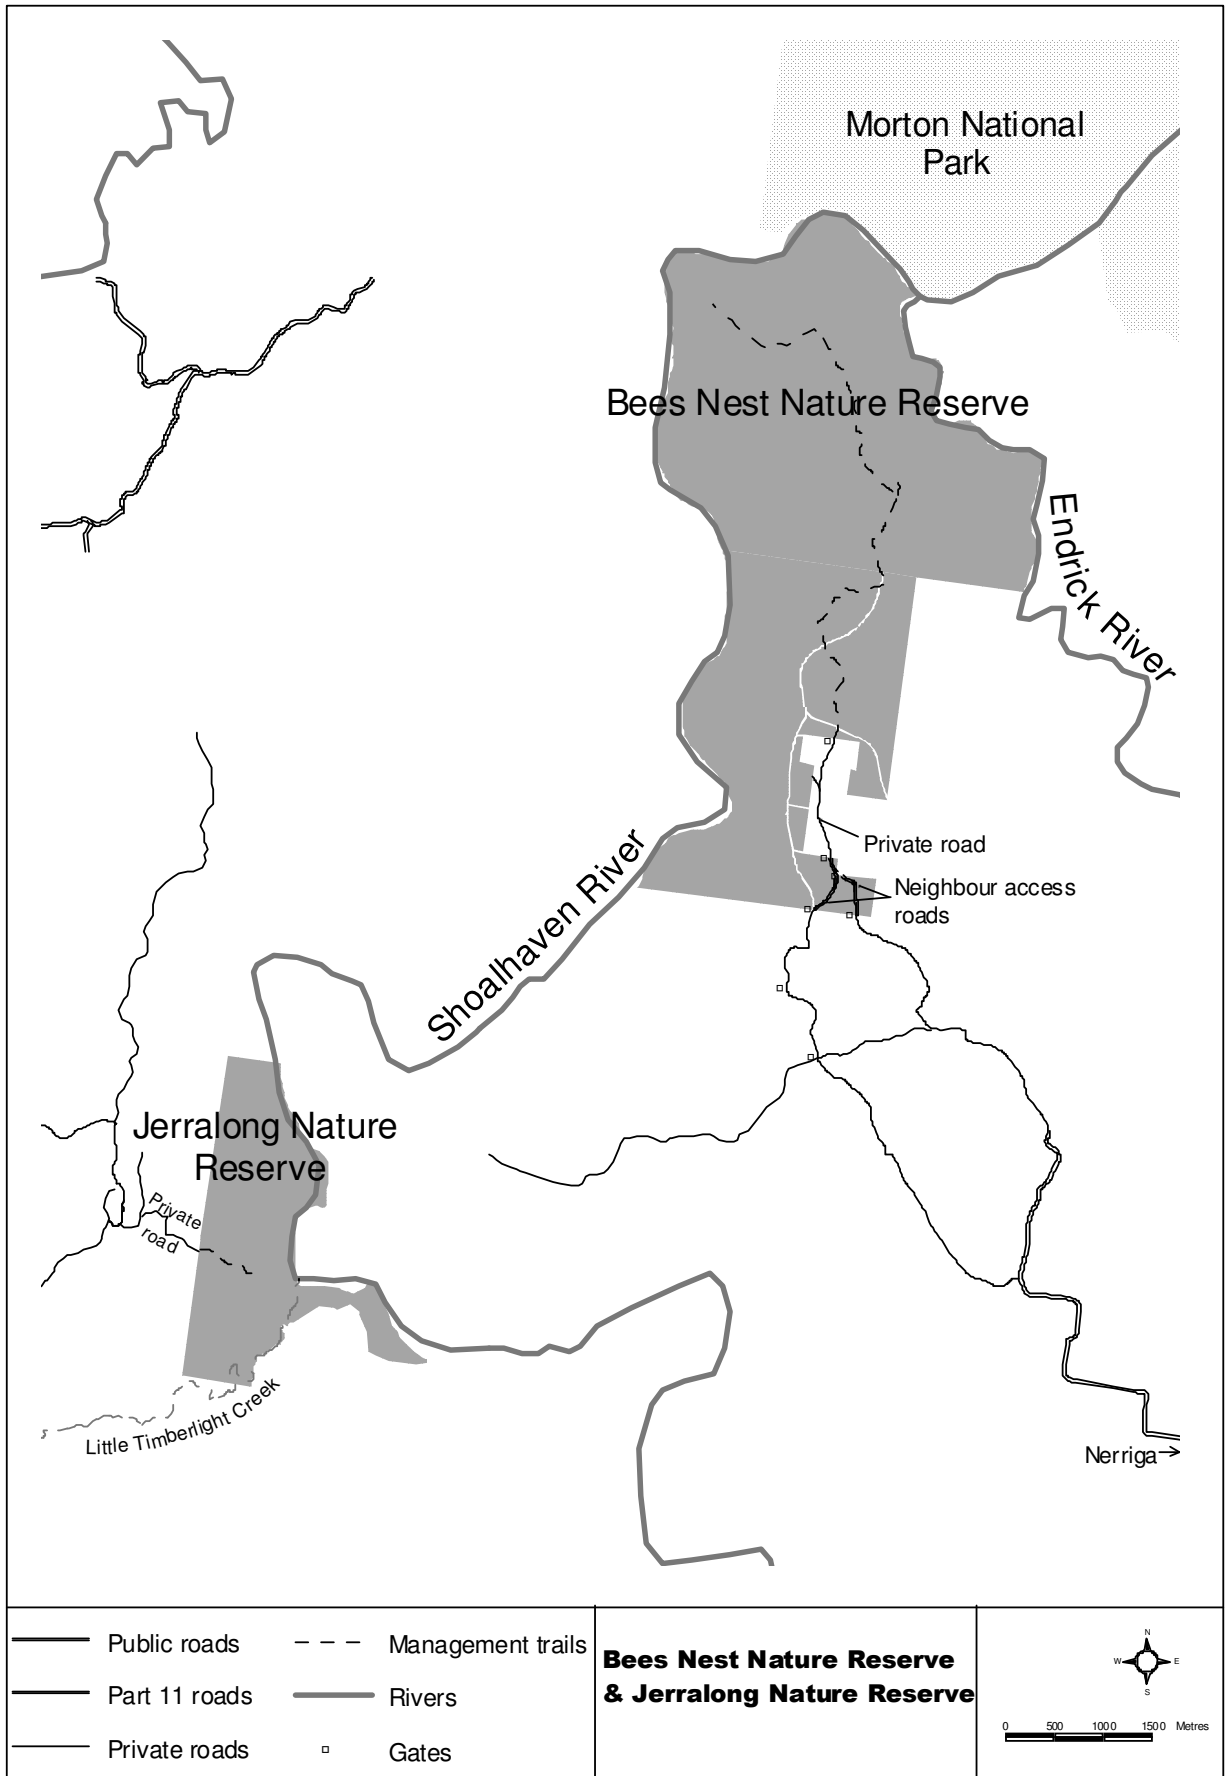 Morton National
Park
Bees Nest Nature Reserve
Endrick River
Private road
Neighbour access
roads
Shoalhaven River
Jerralong Nature
Reserve
Private
road
Little Timberlight Creek
Nerriga
Public roads
Part 11 roads
Private roads
Management trails
Rivers
Gates
Bees Nest Nature Reserve
& Jerralong Nature Reserve
N
W E
S
0 500 1000 1500 Metres